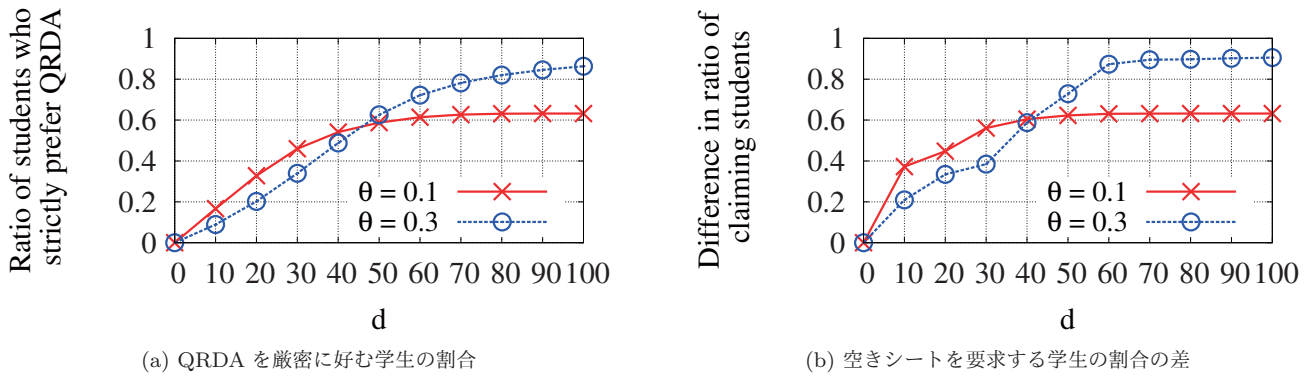 Ratio of students who
strictly prefer QRDA
1
0.8
0.6
0.4
0.2
0
θ = 0.1
θ = 0.3
0 10 20 30 40 50 60 70 80 90 100
d
(a) QRDA を厳密に好む学生の割合
Difference in ratio of
claiming students
1
0.8
0.6
0.4
0.2
0
θ = 0.1
θ = 0.3
0 10 20 30 40 50 60 70 80 90 100
d
(b) 空きシートを要求する学生の割合の差